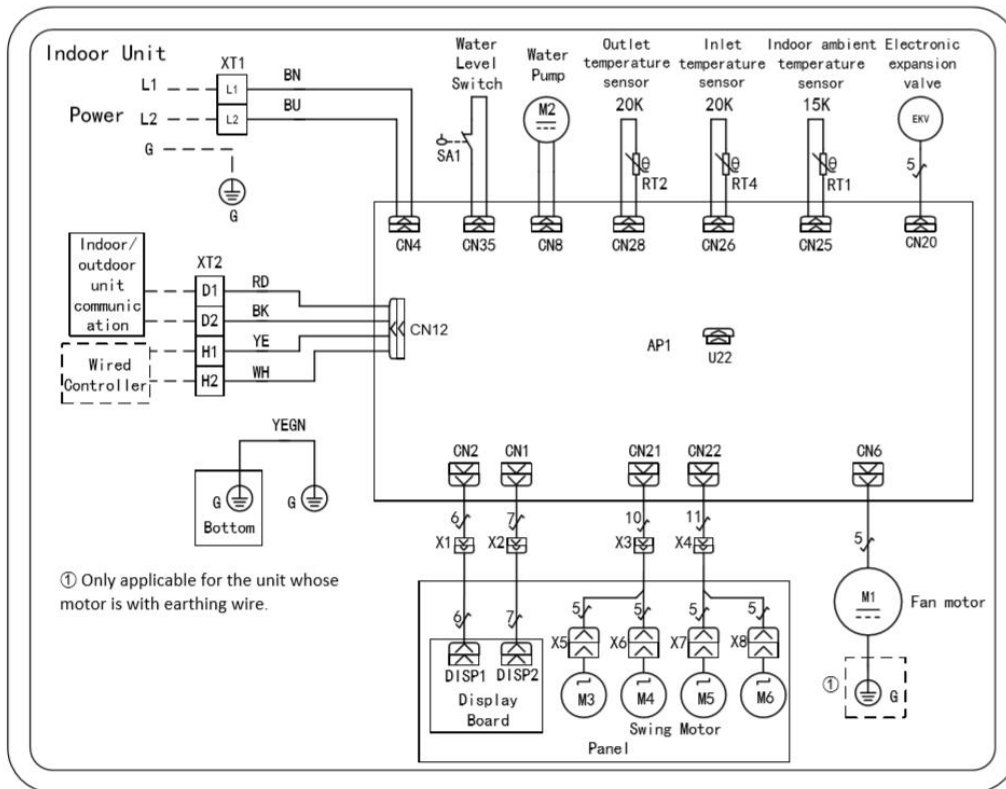 Indoor Unit
XT1
L1
L1
BN
Power
L2
L2
BU
G
G
Water
Level
Switch
SA1
Water
Pump
M2
Outlet
temperature
sensor
20K
θ
RT2
Inlet
temperature
sensor
20K
θ
RT4
Indoor ambient
temperature
sensor
15K
θ
RT1
Electronic
expansion
valve
EKV
5
CN4
CN35
CN8
CN28
CN26
CN25
CN20
Indoor/
outdoor
unit
communic
ation
Wired
Controller
XT2
D1
RD
D2
BK
H1
YE
H2
WH
CN12
AP1
U22
YEGN
G
G
Bottom
CN2
CN1
CN21
CN22
CN6
6
7
10
11
5
X1
X2
X3
X4
① Only applicable for the unit whose
motor is with earthing wire.
6
7
5
5
5
5
X5
X6
X7
X8
DISP1
DISP2
Display
Board
M3
M4
M5
M6
Swing Motor
Panel
M1
Fan motor
①
G